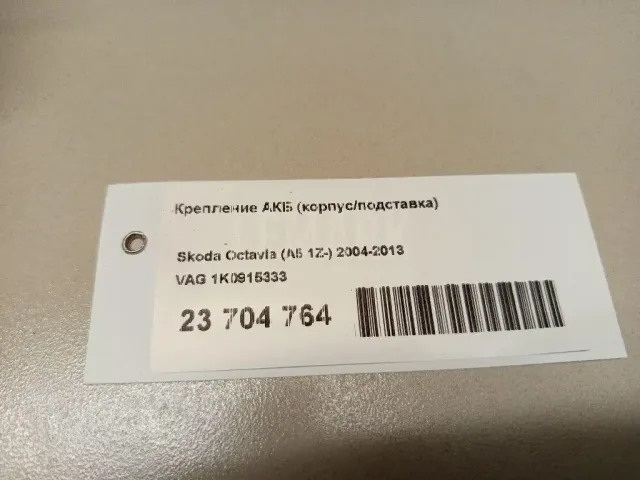 Крепление АКБ (корпус/подставка)
Skoda Octavia (A5 1Z-) 2004-2013
VAG 1K0915333
23 704 764